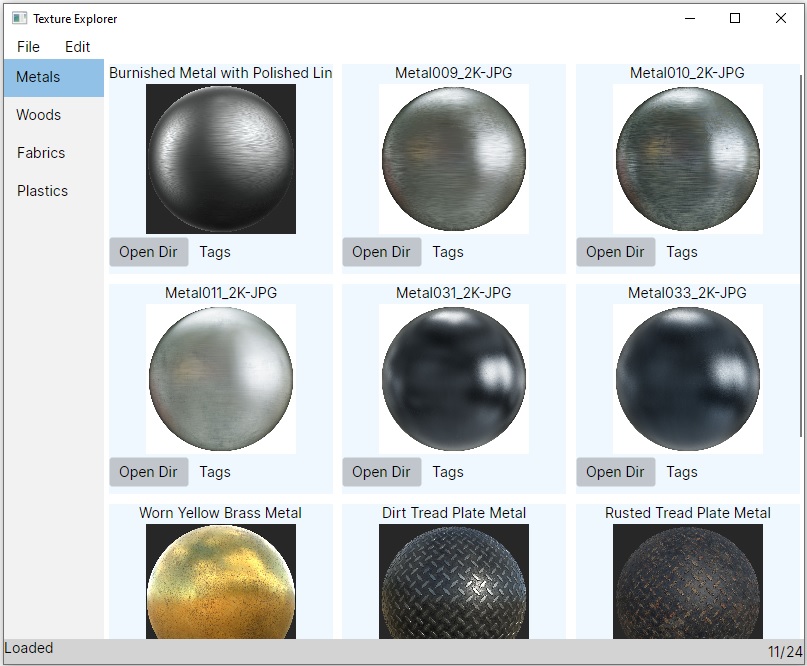 Texture Explorer
File Edit
Metals
Woods
Fabrics
Plastics
Burnished Metal with Polished Lin
Metal009_2K-JPG
Metal010_2K-JPG
Open Dir Tags
Open Dir Tags
Open Dir Tags
Metal011_2K-JPG
Metal031_2K-JPG
Metal033_2K-JPG
Open Dir Tags
Open Dir Tags
Open Dir Tags
Worn Yellow Brass Metal
Dirt Tread Plate Metal
Rusted Tread Plate Metal
Loaded
11/24